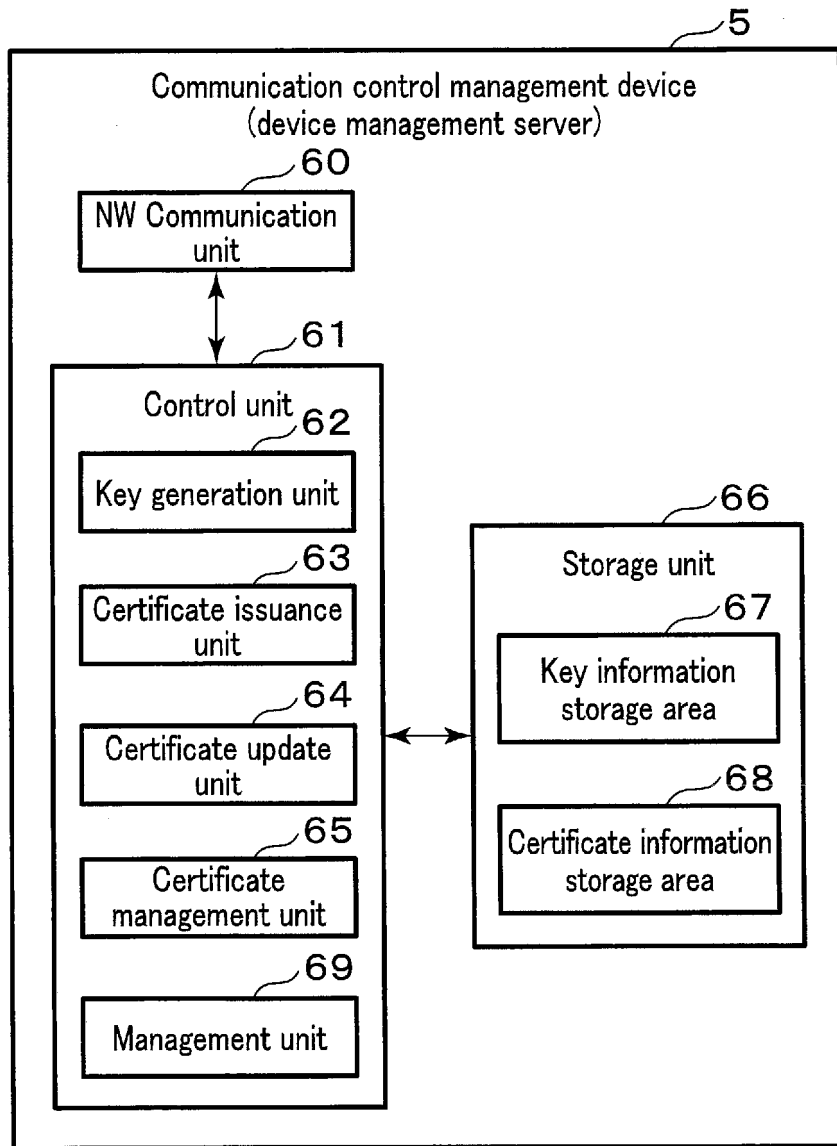 5
Communication control management device
(device management server)
60
NW Communication
unit
61
Control unit
62
Key generation unit
63
Certificate issuance
unit
64
Certificate update
unit
65
Certificate
management unit
69
Management unit
66
Storage unit
67
Key information
storage area
68
Certificate information
storage area